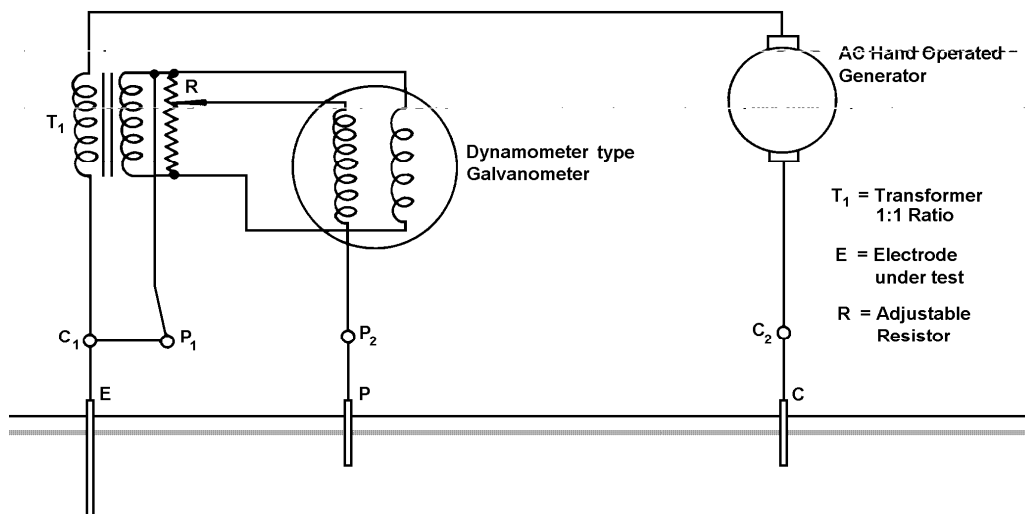 AC Hand Operated
Generator
R
T1
Dynamometer type
Galvanometer
T1 = Transformer
1:1 Ratio
E = Electrode
under test
R = Adjustable
Resistor
C1
P1
P2
C2
E
P
C